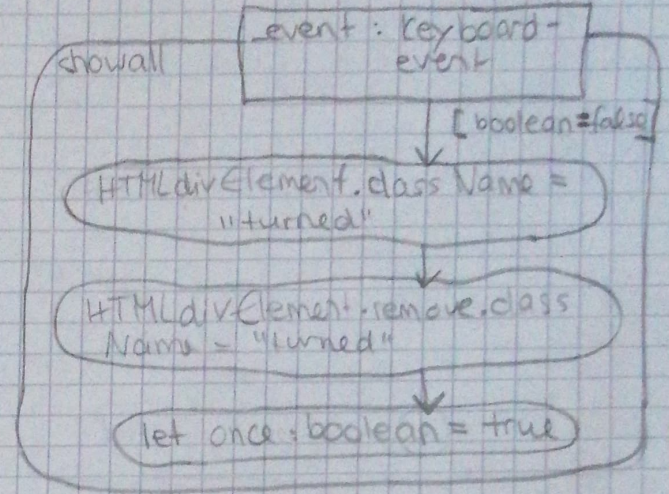 _event : Keyboard-
event
showall
[boolean=false]
HTMLdivElement.className =
"turned"
HTMLdivElement.remove.class
Name = "turned"
let once : boolean = true